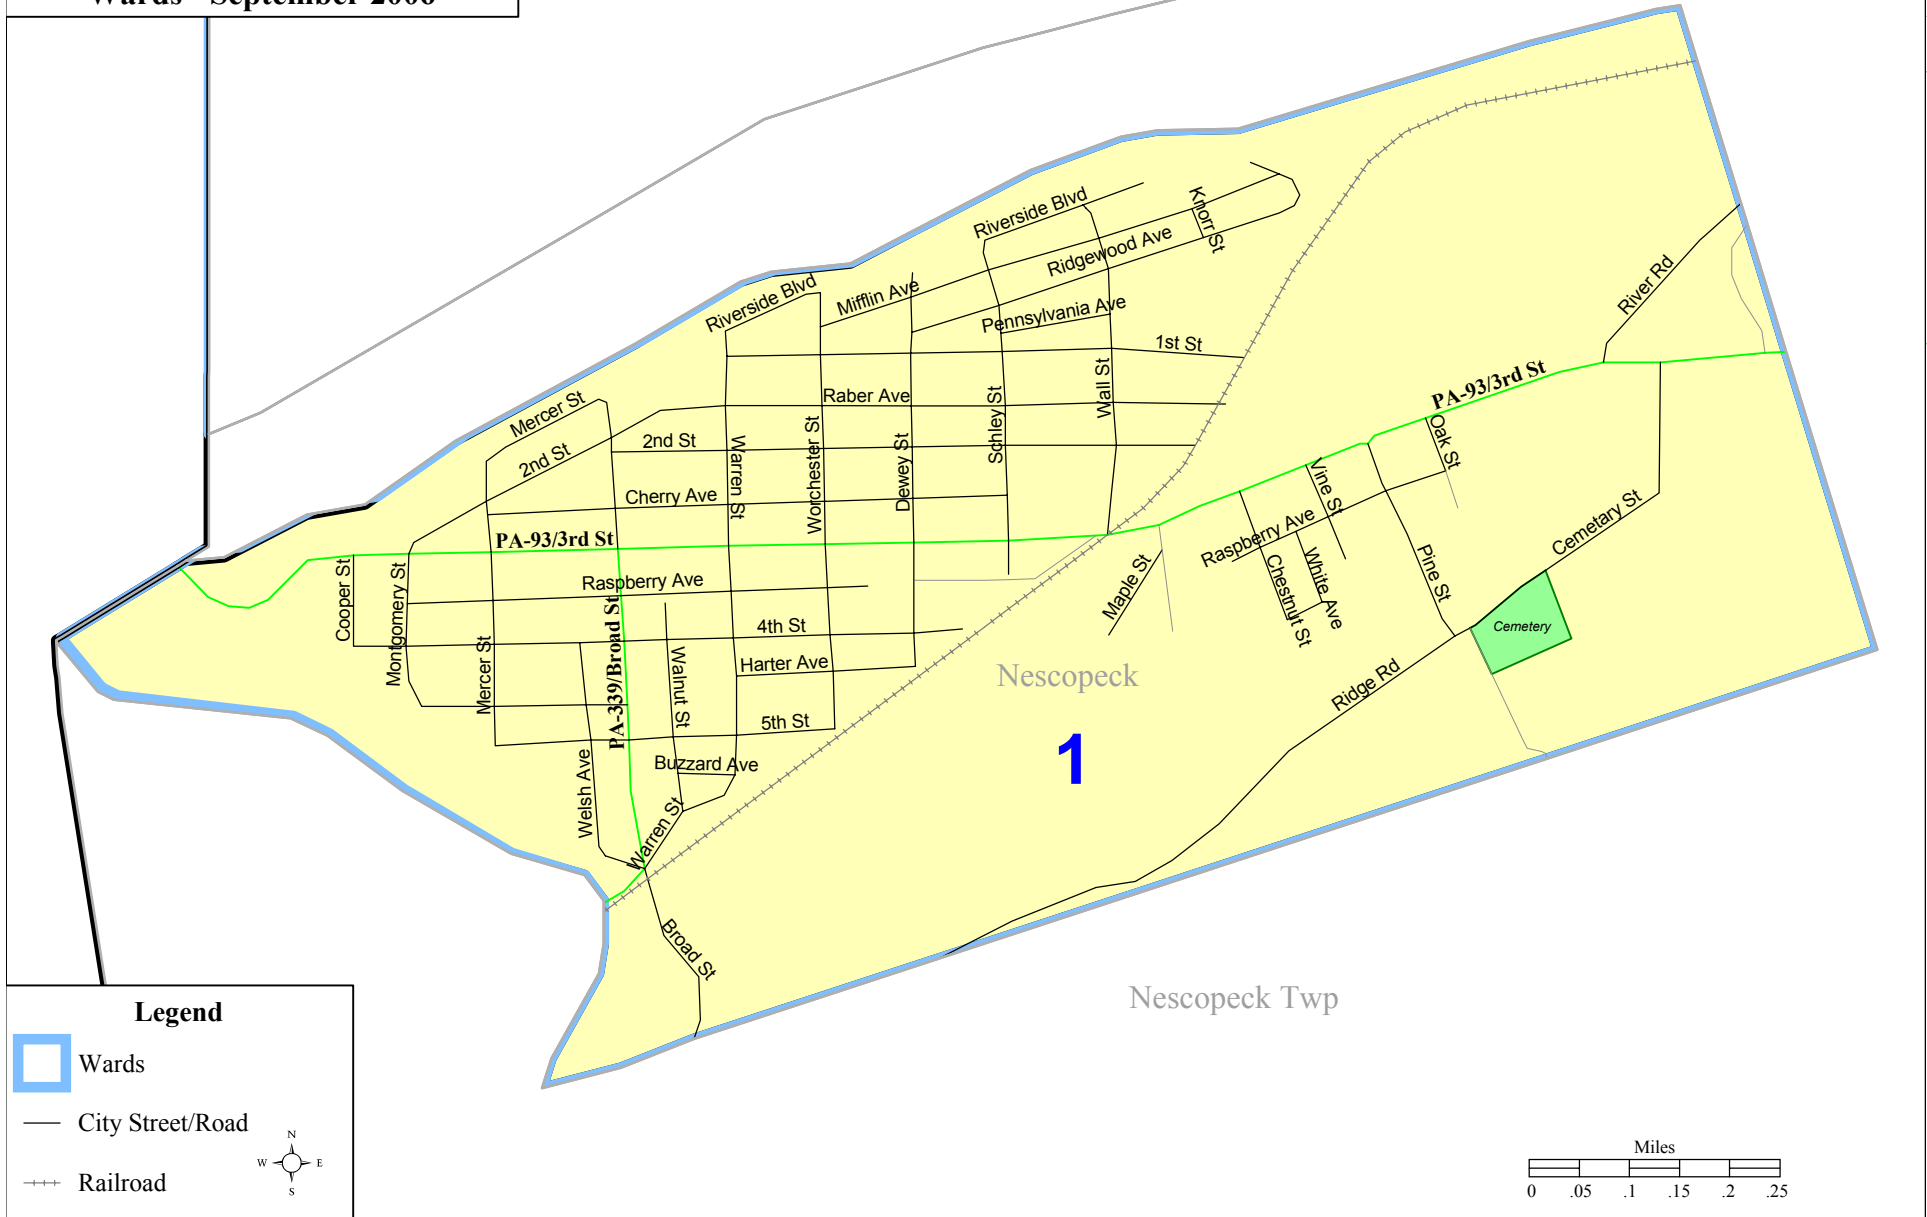 Wards - September 2006
Riverside Blvd
Knorr St
Ridgewood Ave
Riverside Blvd
Mifflin Ave
Pennsylvania Ave
1st St
River Rd
PA-93/3rd St
Mercer St
Raber Ave
Wall St
Schley St
2nd St
2nd St
Warren St
Worchester St
Dewey St
Oak St
Vine St
Cherry Ave
PA-93/3rd St
Raspberry Ave
Cemetary St
Cooper St
Montgomery St
Raspberry Ave
Maple St
Chestnut St
White Ave
Pine St
PA-339/Broad St
4th St
Cemetery
Mercer St
Walnut St
Harter Ave
Nescopeck
Ridge Rd
5th St
1
Welsh Ave
Buzzard Ave
Warren St
Broad St
Nescopeck Twp
Legend
Wards
City Street/Road
Railroad
N
W E
S
Miles
0 .05 .1 .15 .2 .25